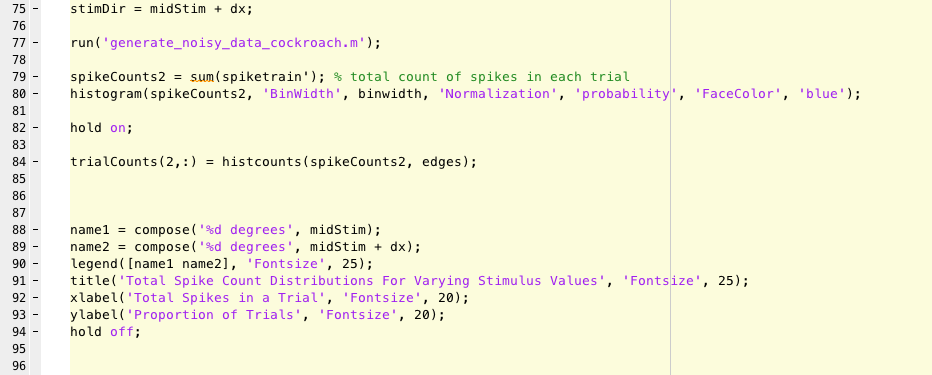 75 - stimDir = midStim + dx;
76
77 - run('generate_noisy_data_cockroach.m');
78
79 - spikeCounts2 = sum(spiketrain'); % total count of spikes in each trial
80 - histogram(spikeCounts2, 'BinWidth', binwidth, 'Normalization', 'probability', 'FaceColor', 'blue');
81
82 - hold on;
83
84 - trialCounts(2,:) = histcounts(spikeCounts2, edges);
85
86
87
88 - name1 = compose('%d degrees', midStim);
89 - name2 = compose('%d degrees', midStim + dx);
90 - legend([name1 name2], 'Fontsize', 25);
91 - title('Total Spike Count Distributions For Varying Stimulus Values', 'Fontsize', 25);
92 - xlabel('Total Spikes in a Trial', 'Fontsize', 20);
93 - ylabel('Proportion of Trials', 'Fontsize', 20);
94 - hold off;
95
96